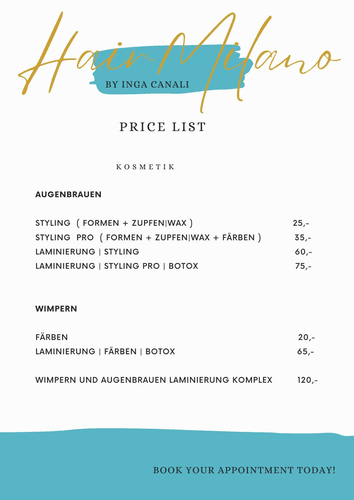 Hair Milano
BY INGA CANALI
PRICE LIST
KOSMETIK
AUGENBRAUEN
STYLING ( FORMEN + ZUPFEN|WAX ) 25,-
STYLING PRO ( FORMEN + ZUPFEN|WAX + FÄRBEN ) 35,-
LAMINIERUNG | STYLING 60,-
LAMINIERUNG | STYLING PRO | BOTOX 75,-
WIMPERN
FÄRBEN 20,-
LAMINIERUNG | FÄRBEN | BOTOX 65,-
WIMPERN UND AUGENBRAUEN LAMINIERUNG KOMPLEX 120,-
BOOK YOUR APPOINTMENT TODAY!